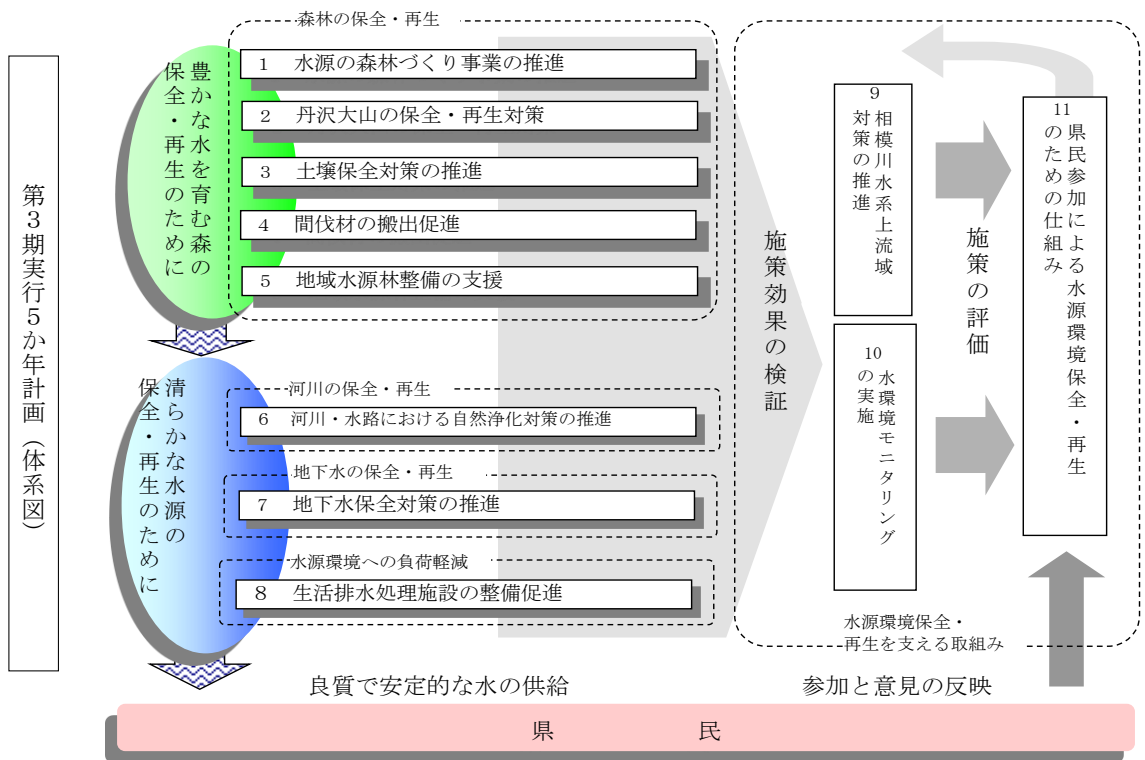 第3期実行5か年計画（体系図）
豊かな水を育む森の
保全・再生のために
森林の保全・再生
1 水源の森林づくり事業の推進
2 丹沢大山の保全・再生対策
3 土壌保全対策の推進
4 間伐材の搬出促進
5 地域水源林整備の支援
清らかな水源の
保全・再生のために
河川の保全・再生
6 河川・水路における自然浄化対策の推進
地下水の保全・再生
7 地下水保全対策の推進
水源環境への負荷軽減
8 生活排水処理施設の整備促進
施策効果の検証
9 相模川水系上流域
対策の推進
10 水環境モニタリング
の実施
施策の評価
11 県民参加による水源環境保全・再生
のための仕組み
水源環境保全・
再生を支える取組み
良質で安定的な水の供給
参加と意見の反映
県 民